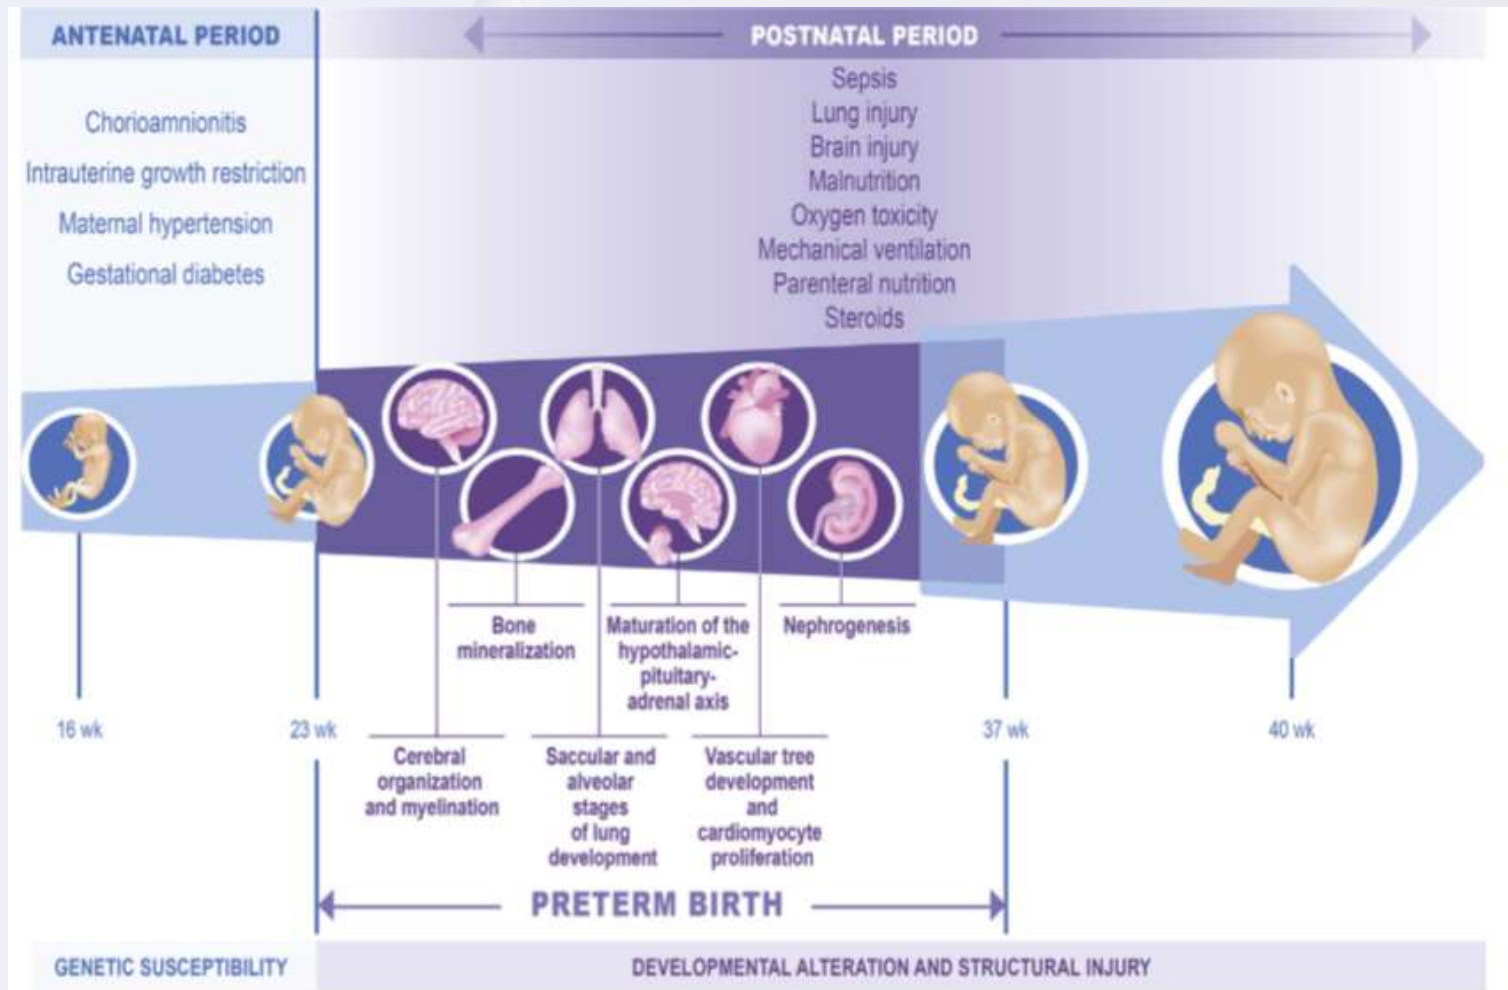 ANTENATAL PERIOD
POSTNATAL PERIOD
Chorioamnionitis
Intrauterine growth restriction
Maternal hypertension
Gestational diabetes
Sepsis
Lung injury
Brain injury
Malnutrition
Oxygen toxicity
Mechanical ventilation
Parenteral nutrition
Steroids
Bone
mineralization
Maturation of the
hypothalamic-
pituitary-
adrenal axis
Nephrogenesis
16 wk
23 wk
37 wk
40 wk
Cerebral
organization
and myelination
Saccular and
alveolar
stages
of lung
development
Vascular tree
development
and
cardiomyocyte
proliferation
PRETERM BIRTH
GENETIC SUSCEPTIBILITY
DEVELOPMENTAL ALTERATION AND STRUCTURAL INJURY